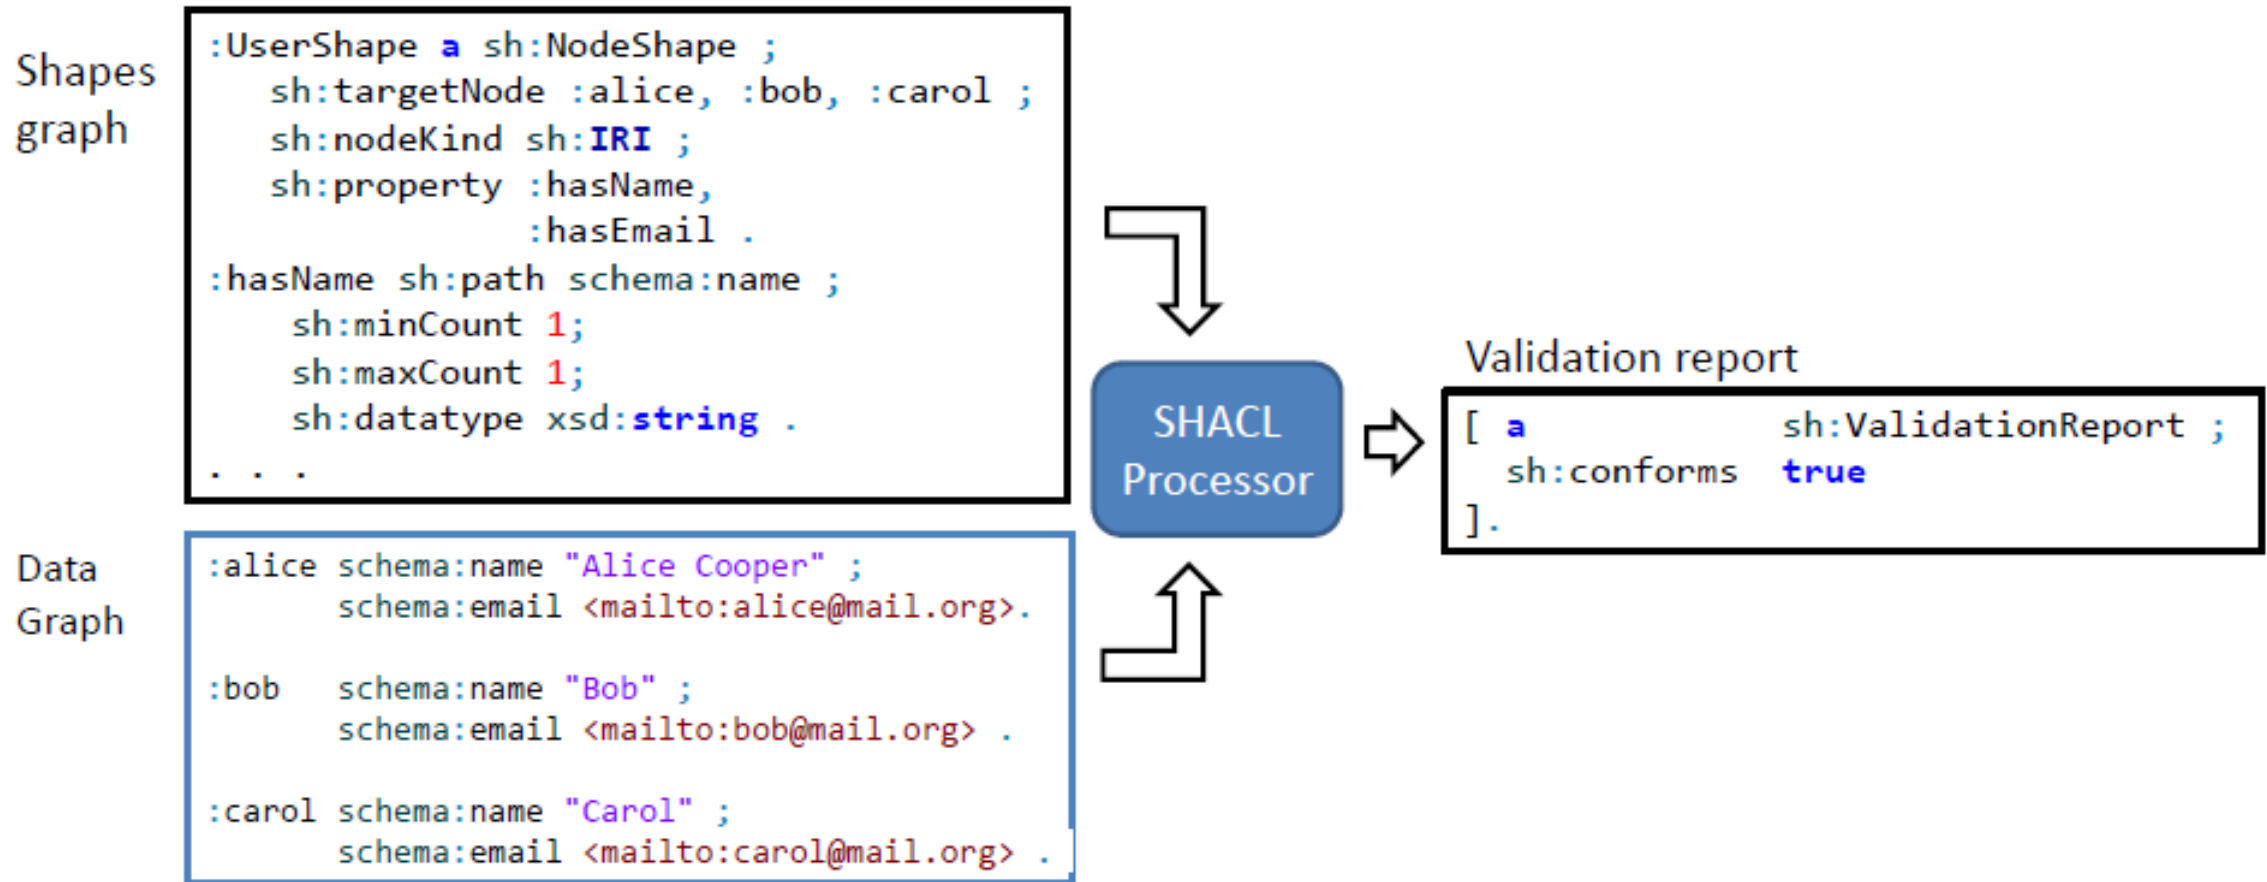 Shapes
graph
:UserShape a sh:NodeShape ;
sh:targetNode :alice, :bob, :carol ;
sh:nodeKind sh:IRI ;
sh:property :hasName,
:hasEmail .
:hasName sh:path schema:name ;
sh:minCount 1;
sh:maxCount 1;
sh:datatype xsd:string .
. . .
Data
Graph
:alice schema:name "Alice Cooper" ;
schema:email <mailto:alice@mail.org>.
:bob schema:name "Bob" ;
schema:email <mailto:bob@mail.org> .
:carol schema:name "Carol" ;
schema:email <mailto:carol@mail.org> .
SHACL
Processor
Validation report
[ a sh:ValidationReport ;
sh:conforms true
].